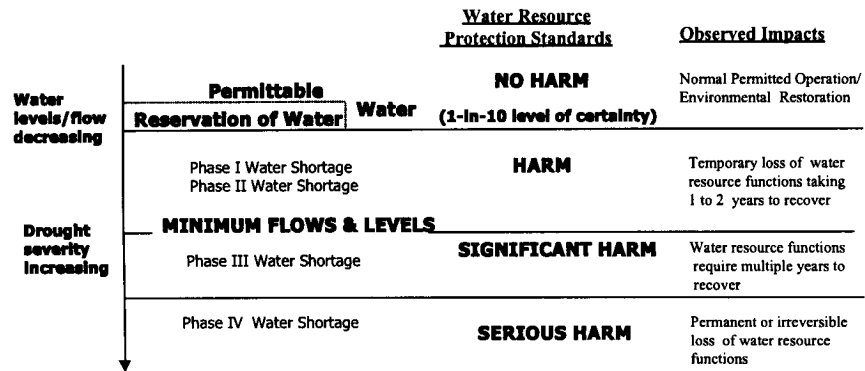 Water Resource
Protection Standards
Observed Impacts
Water
levels/flow
decreasing
Permittable
Reservation of Water
Water
NO HARM
(1-in-10 level of certainty)
Normal Permitted Operation/
Environmental Restoration
Phase I Water Shortage
Phase II Water Shortage
HARM
Temporary loss of water
resource functions taking
1 to 2 years to recover
MINIMUM FLOWS & LEVELS
Drought
severity
increasing
Phase III Water Shortage
SIGNIFICANT HARM
Water resource functions
require multiple years to
recover
Phase IV Water Shortage
SERIOUS HARM
Permanent or irreversible
loss of water resource
functions